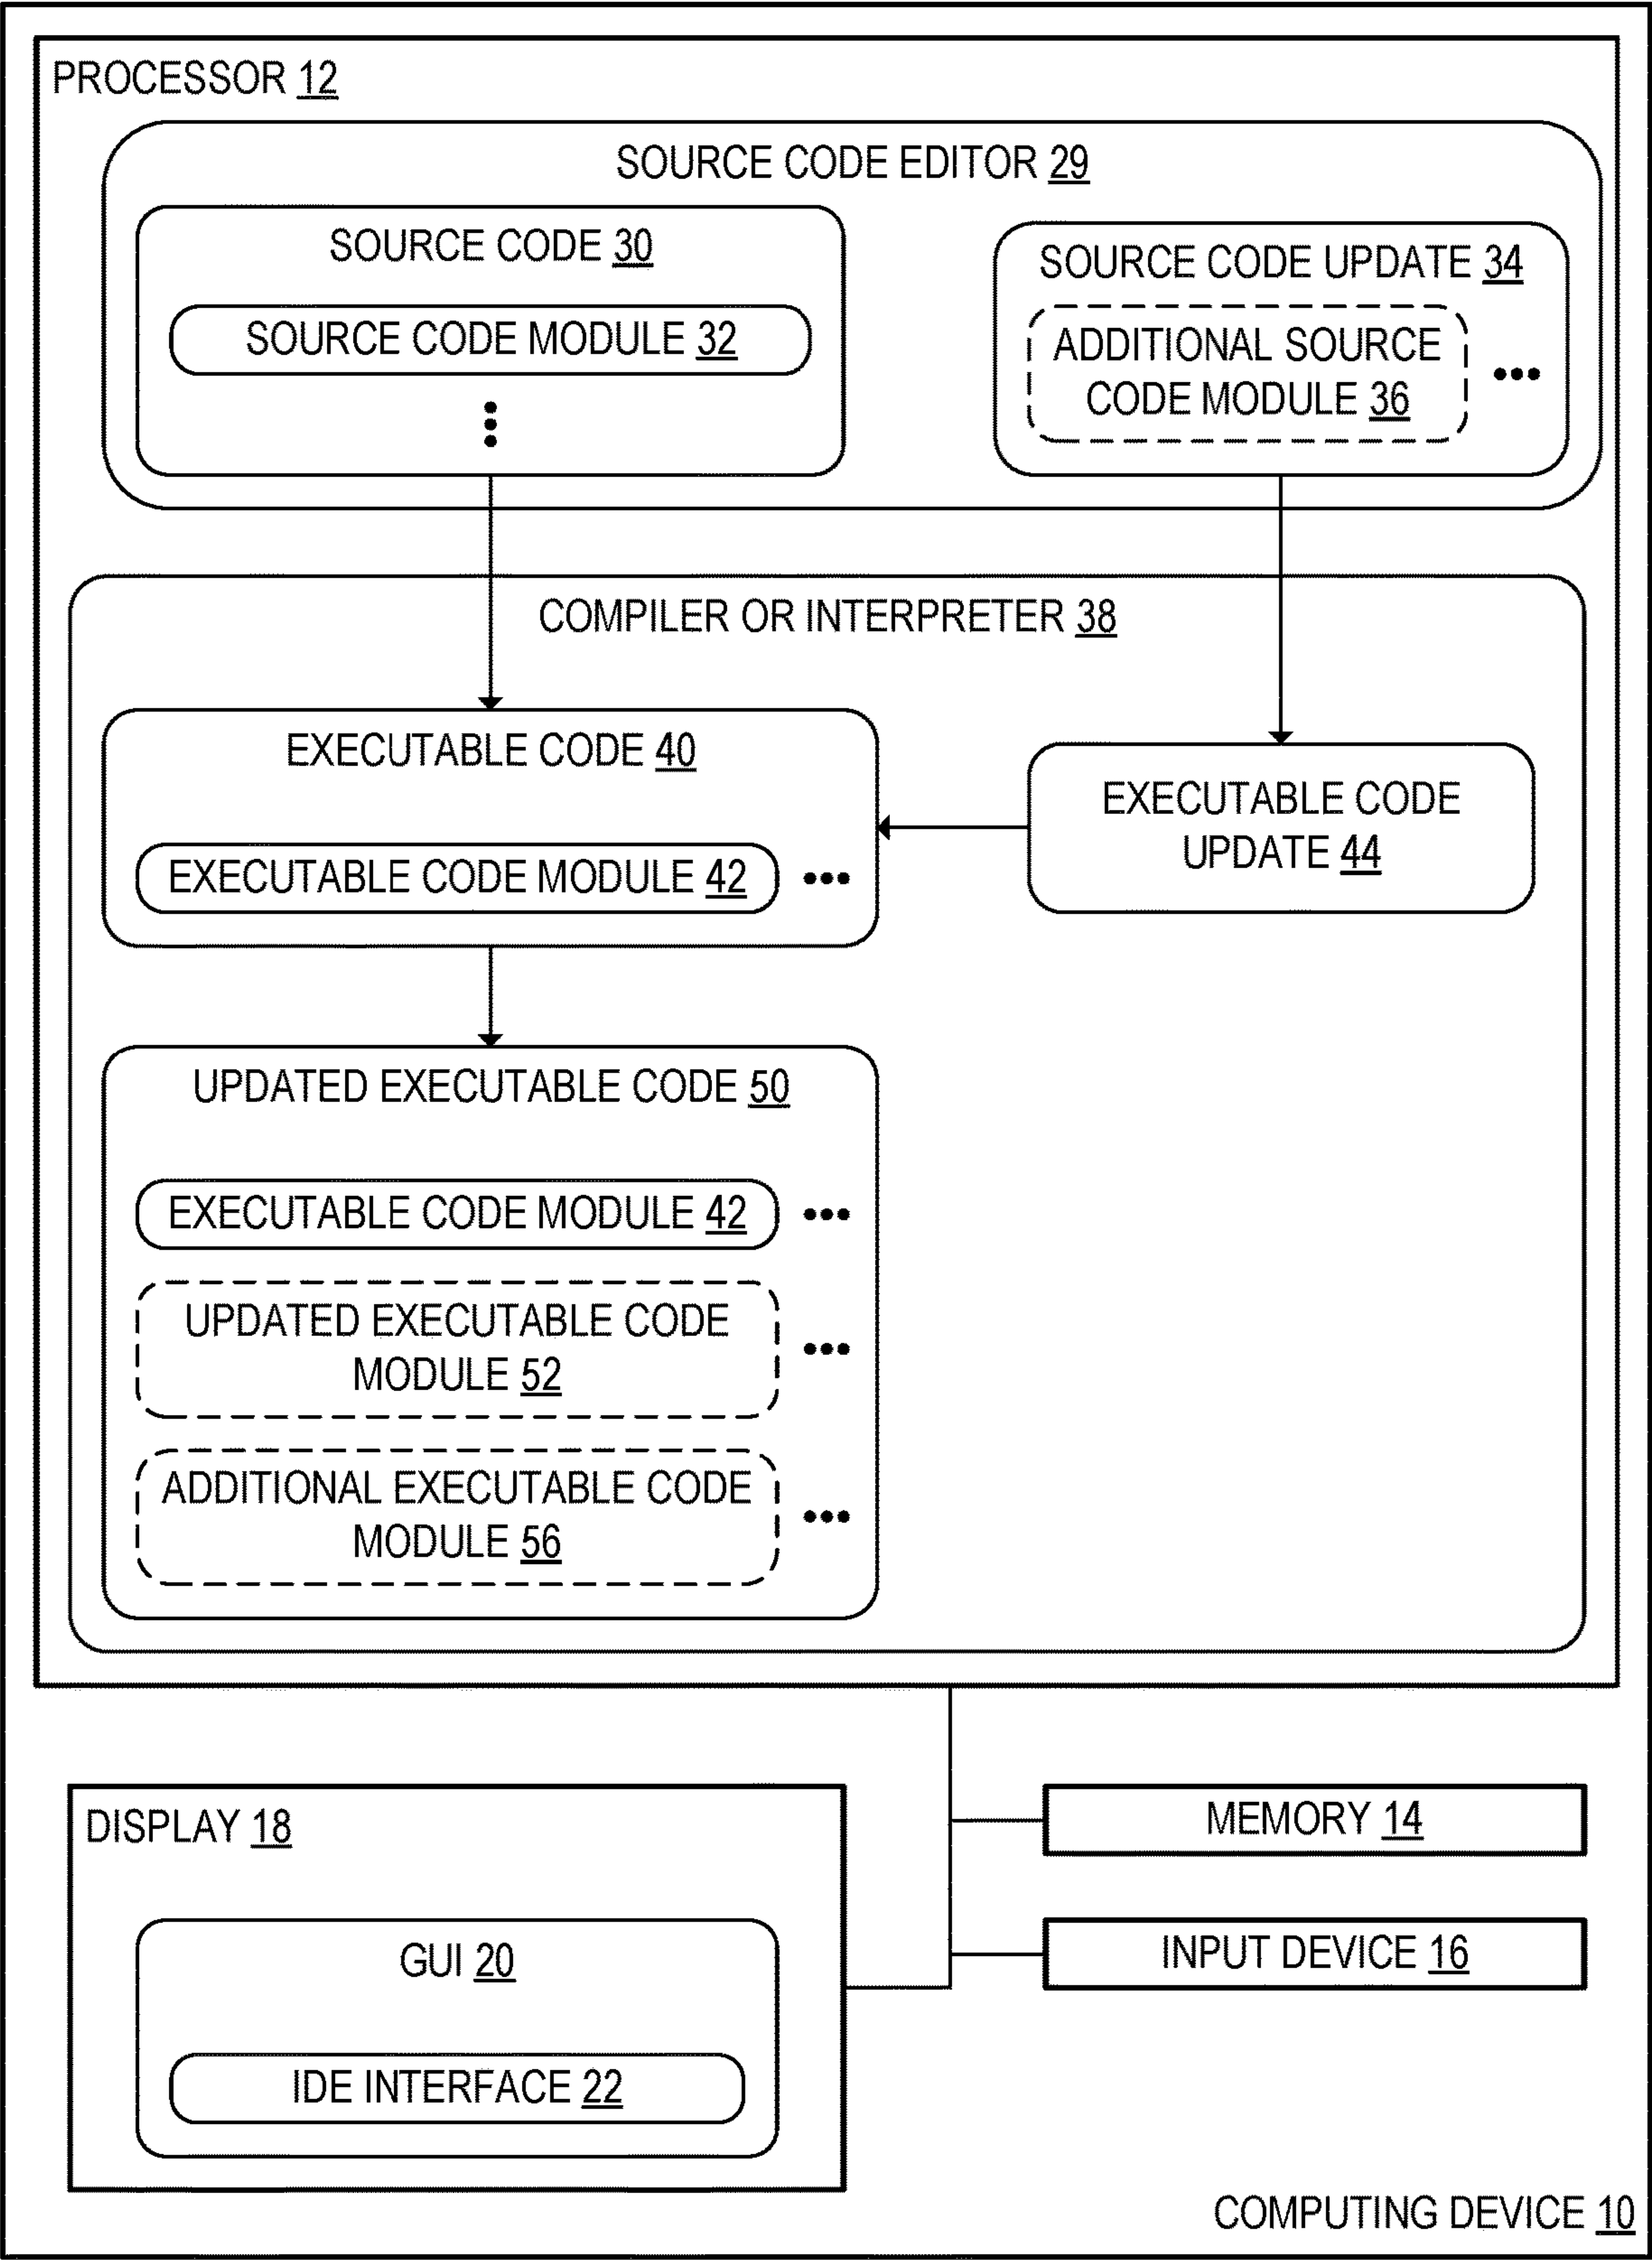 PROCESSOR 12
SOURCE CODE EDITOR 29
SOURCE CODE 30
SOURCE CODE MODULE 32
SOURCE CODE UPDATE 34
ADDITIONAL SOURCE
CODE MODULE 36
COMPILER OR INTERPRETER 38
EXECUTABLE CODE 40
EXECUTABLE CODE MODULE 42
EXECUTABLE CODE
UPDATE 44
UPDATED EXECUTABLE CODE 50
EXECUTABLE CODE MODULE 42
UPDATED EXECUTABLE CODE
MODULE 52
ADDITIONAL EXECUTABLE CODE
MODULE 56
DISPLAY 18
GUI 20
IDE INTERFACE 22
MEMORY 14
INPUT DEVICE 16
COMPUTING DEVICE 10